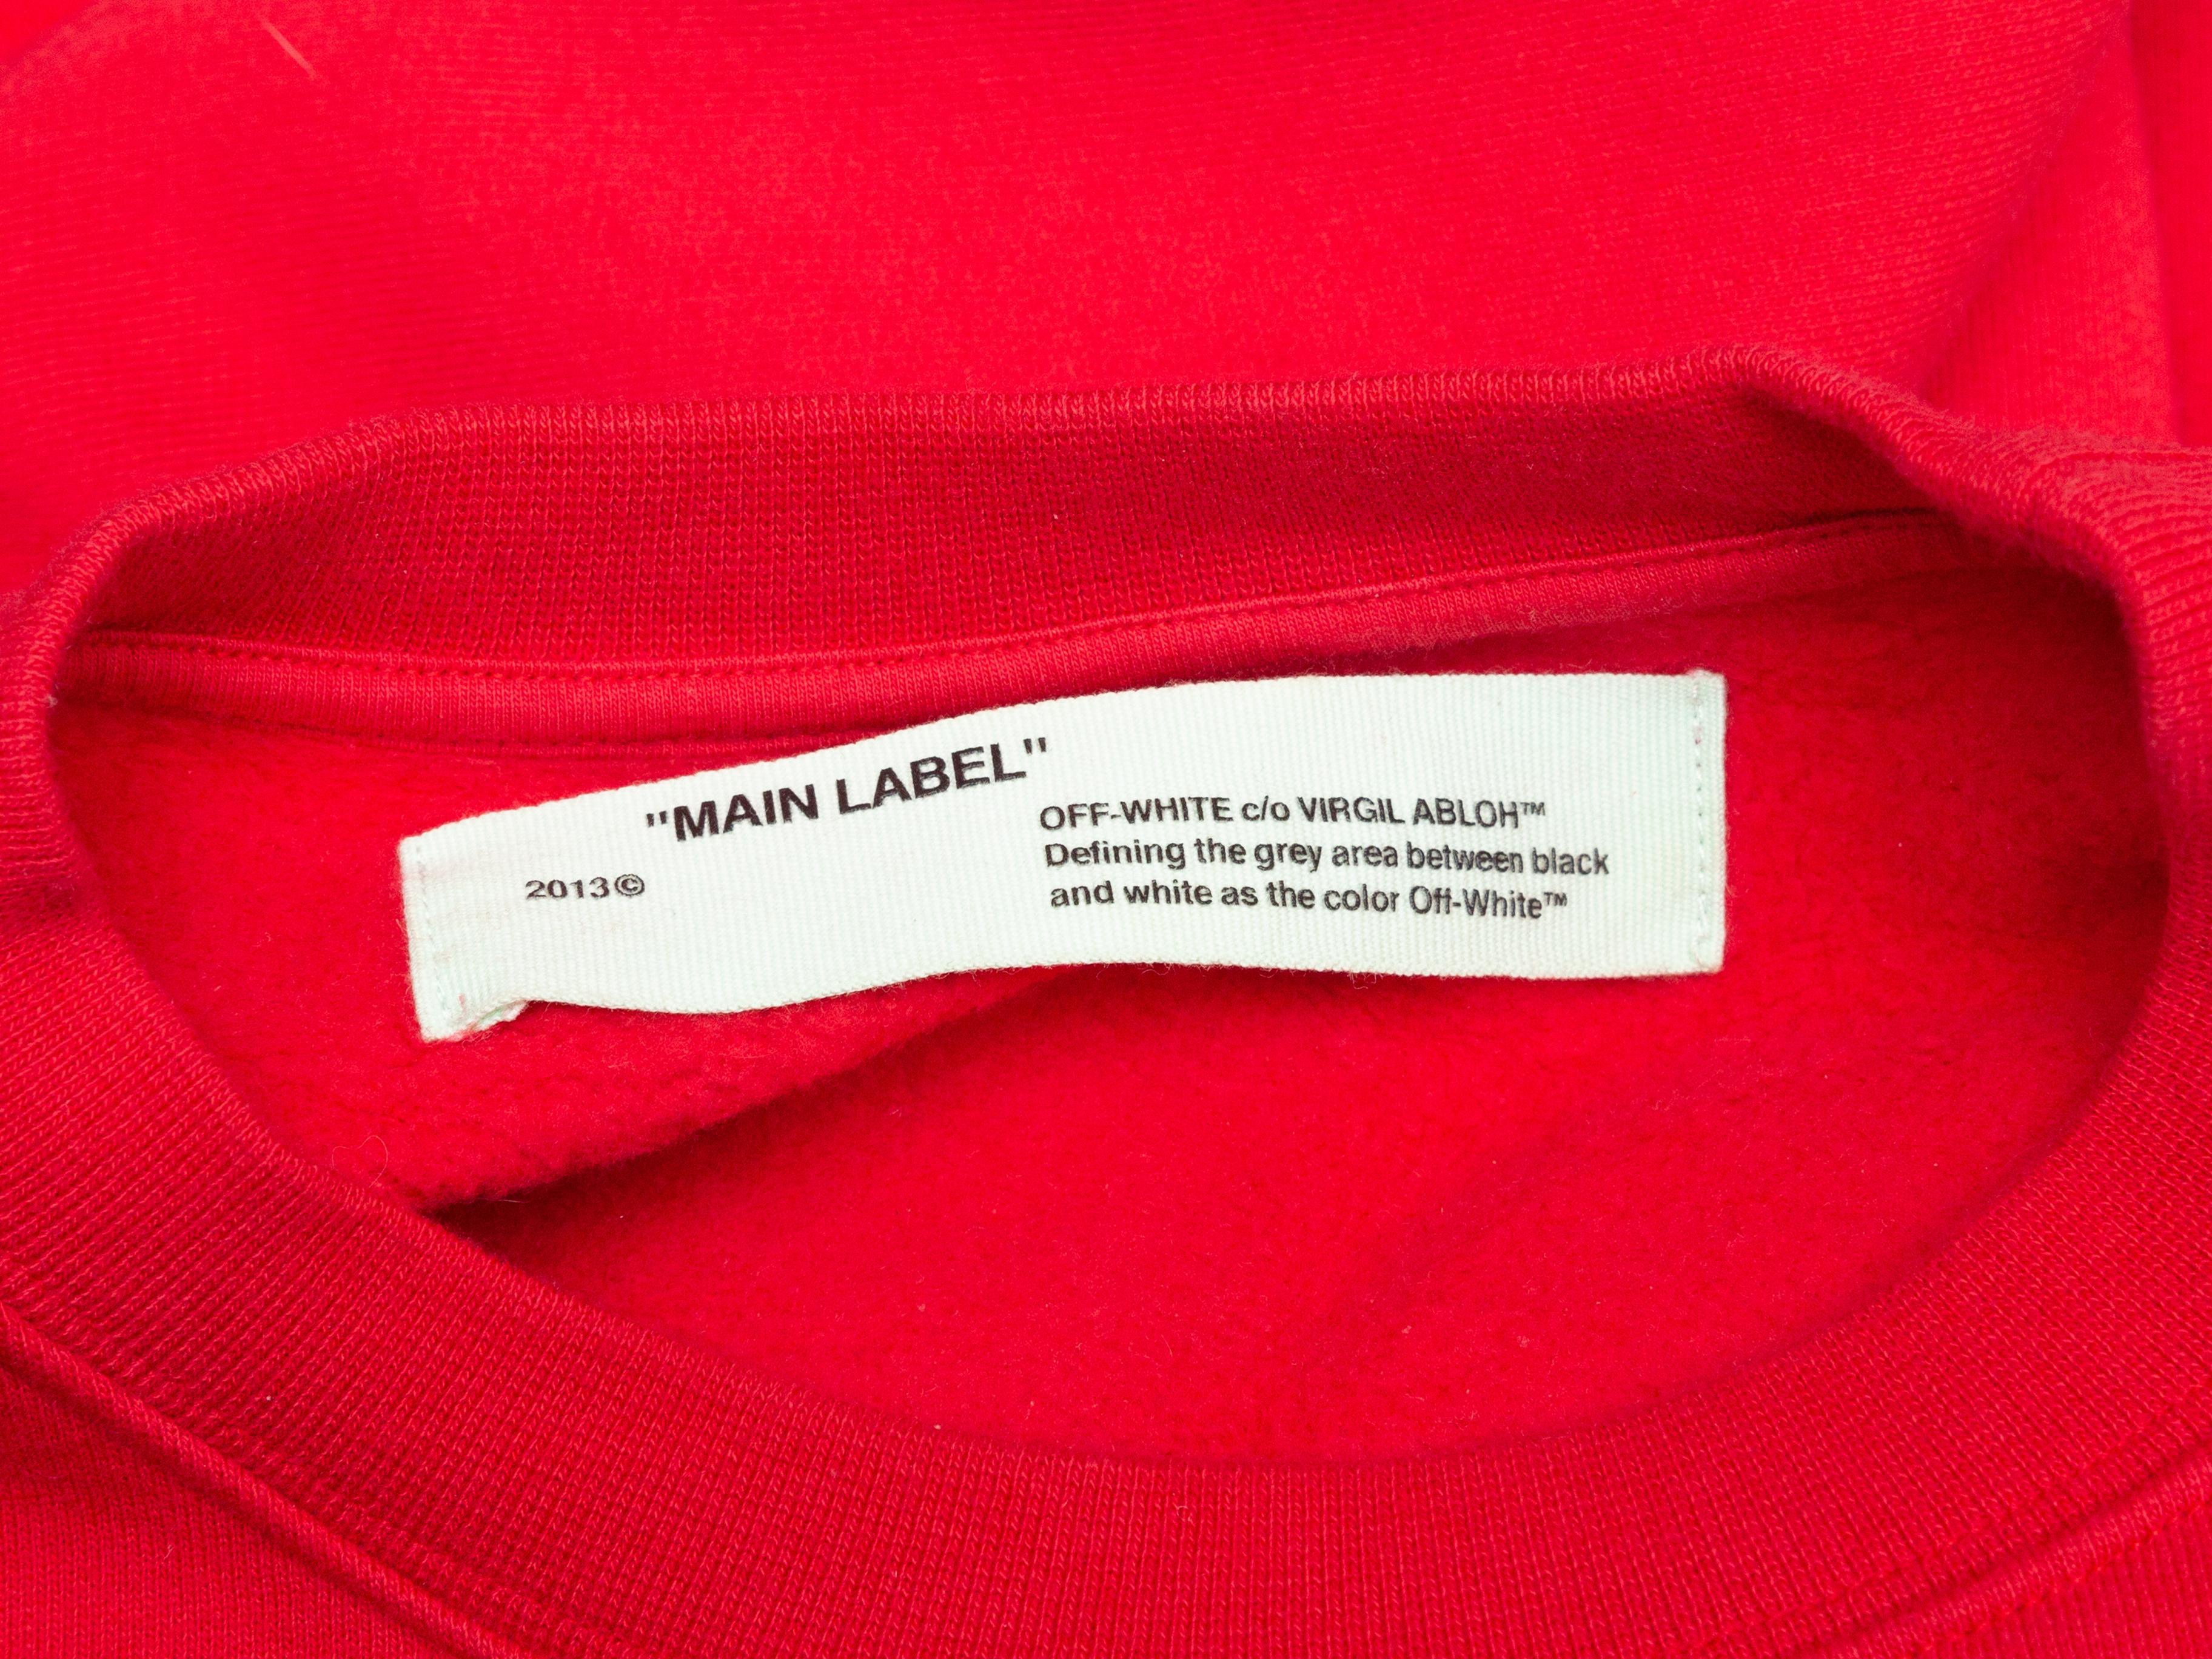 "MAIN LABEL"
2013©
OFF-WHITE c/o VIRGIL ABLOH™
Defining the grey area between black
and white as the color Off-White™